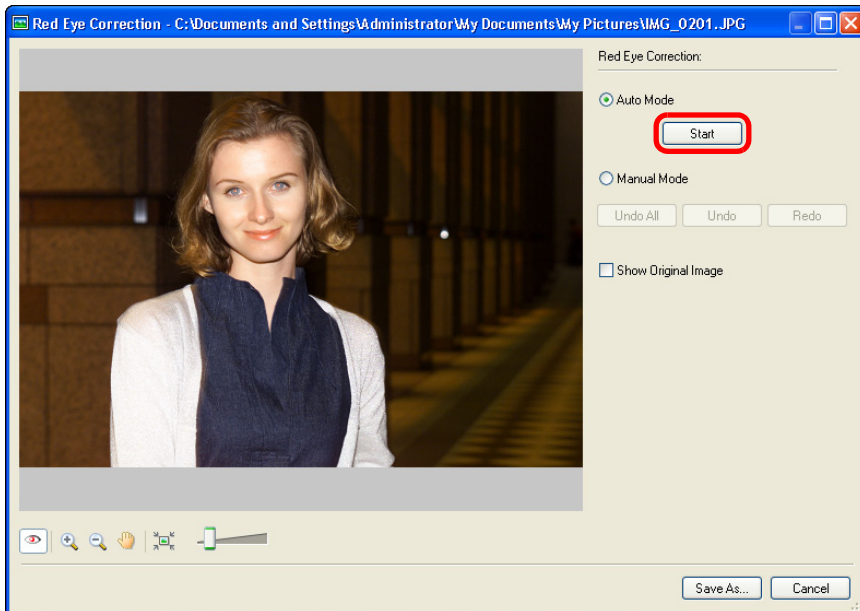 Red Eye Correction - C:\Documents and Settings\Administrator\My Documents\My Pictures\IMG_0201.JPG
Red Eye Correction:
Auto Mode
Start
Manual Mode
Undo All Undo Redo
Show Original Image
Save As... Cancel